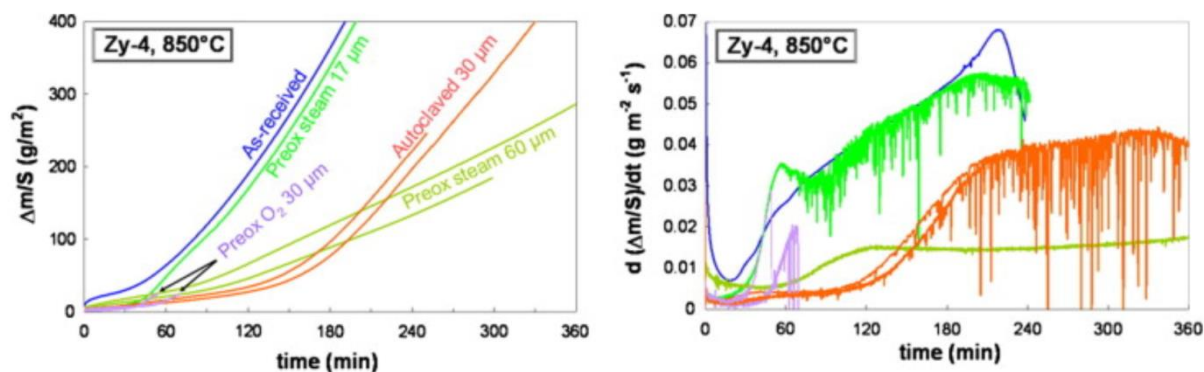 Zy-4, 850°C
400
300
200
100
0
Δm/S (g/m²)
As-received
Preox steam 17 µm
Preox O₂ 30 µm
Autoclaved 30 µm
Preox steam 60 µm
0 60 120 180 240 300 360
time (min)
Zy-4, 850°C
0.07
0.06
0.05
0.04
0.03
0.02
0.01
0
d (Δm/S)/dt (g m⁻² s⁻¹)
0 60 120 180 240 300 360
time (min)